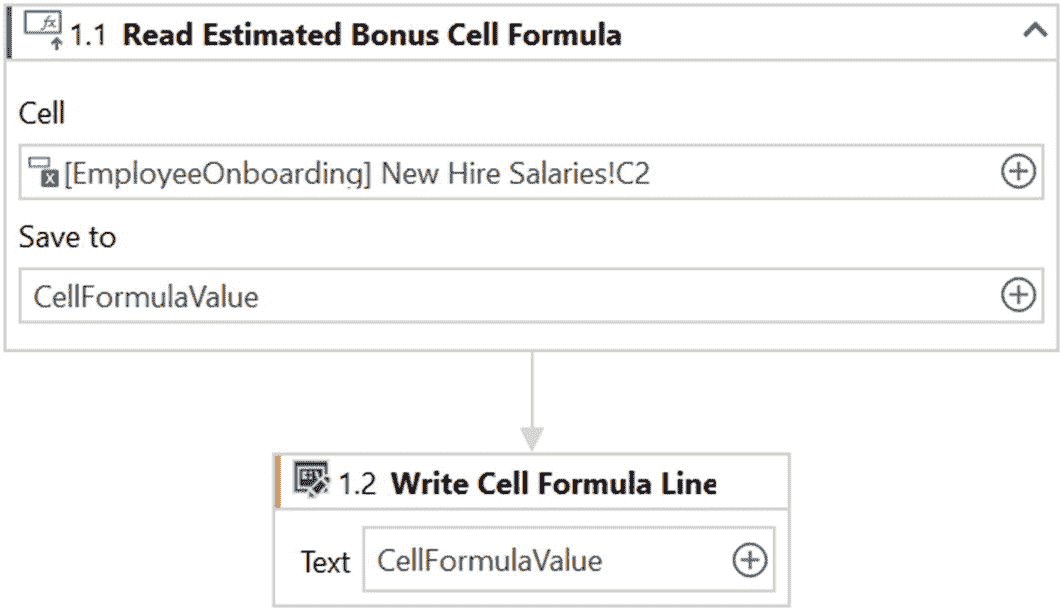 1.1 Read Estimated Bonus Cell Formula
Cell
[EmployeeOnboarding] New Hire Salaries!C2
Save to
CellFormulaValue
1.2 Write Cell Formula Line
Text CellFormulaValue